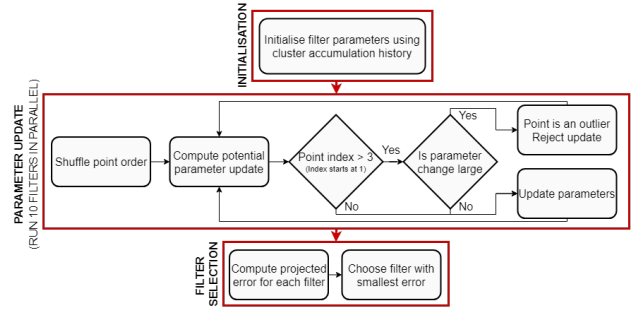 INITIALISATION
Initialise filter parameters using
cluster accumulation history
PARAMETER UPDATE
(RUN 10 FILTERS IN PARALLEL)
Shuffle point order
Compute potential
parameter update
Point index > 3
(Index starts at 1)
Yes
No
Is parameter
change large
Yes
No
Point is an outlier
Reject update
Update parameters
FILTER
SELECTION
Compute projected
error for each filter
Choose filter with
smallest error